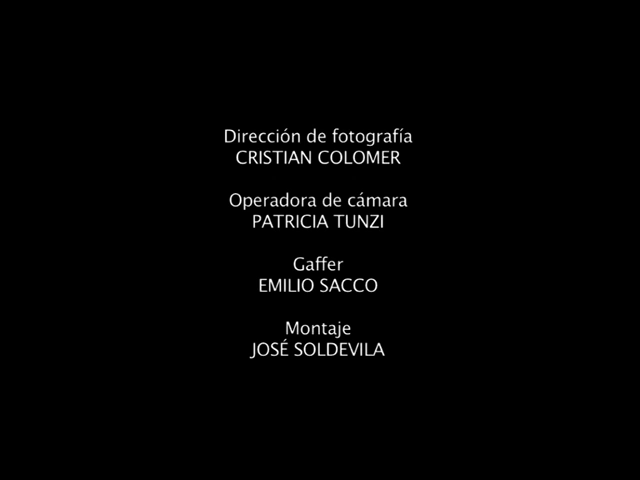 Dirección de fotografía
CRISTIAN COLOMER
Operadora de cámara
PATRICIA TUNZI
Gaffer
EMILIO SACCO
Montaje
JOSÉ SOLDEVILA